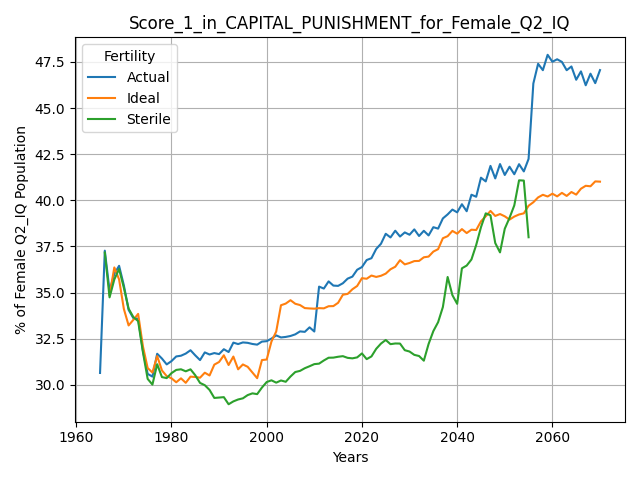 Score_1_in_CAPITAL_PUNISHMENT_for_Female_Q2_IQ
Fertility
Actual
Ideal
Sterile
% of Female Q2_IQ Population
47.5
45.0
42.5
40.0
37.5
35.0
32.5
30.0
1960
1980
2000
2020
2040
2060
Years